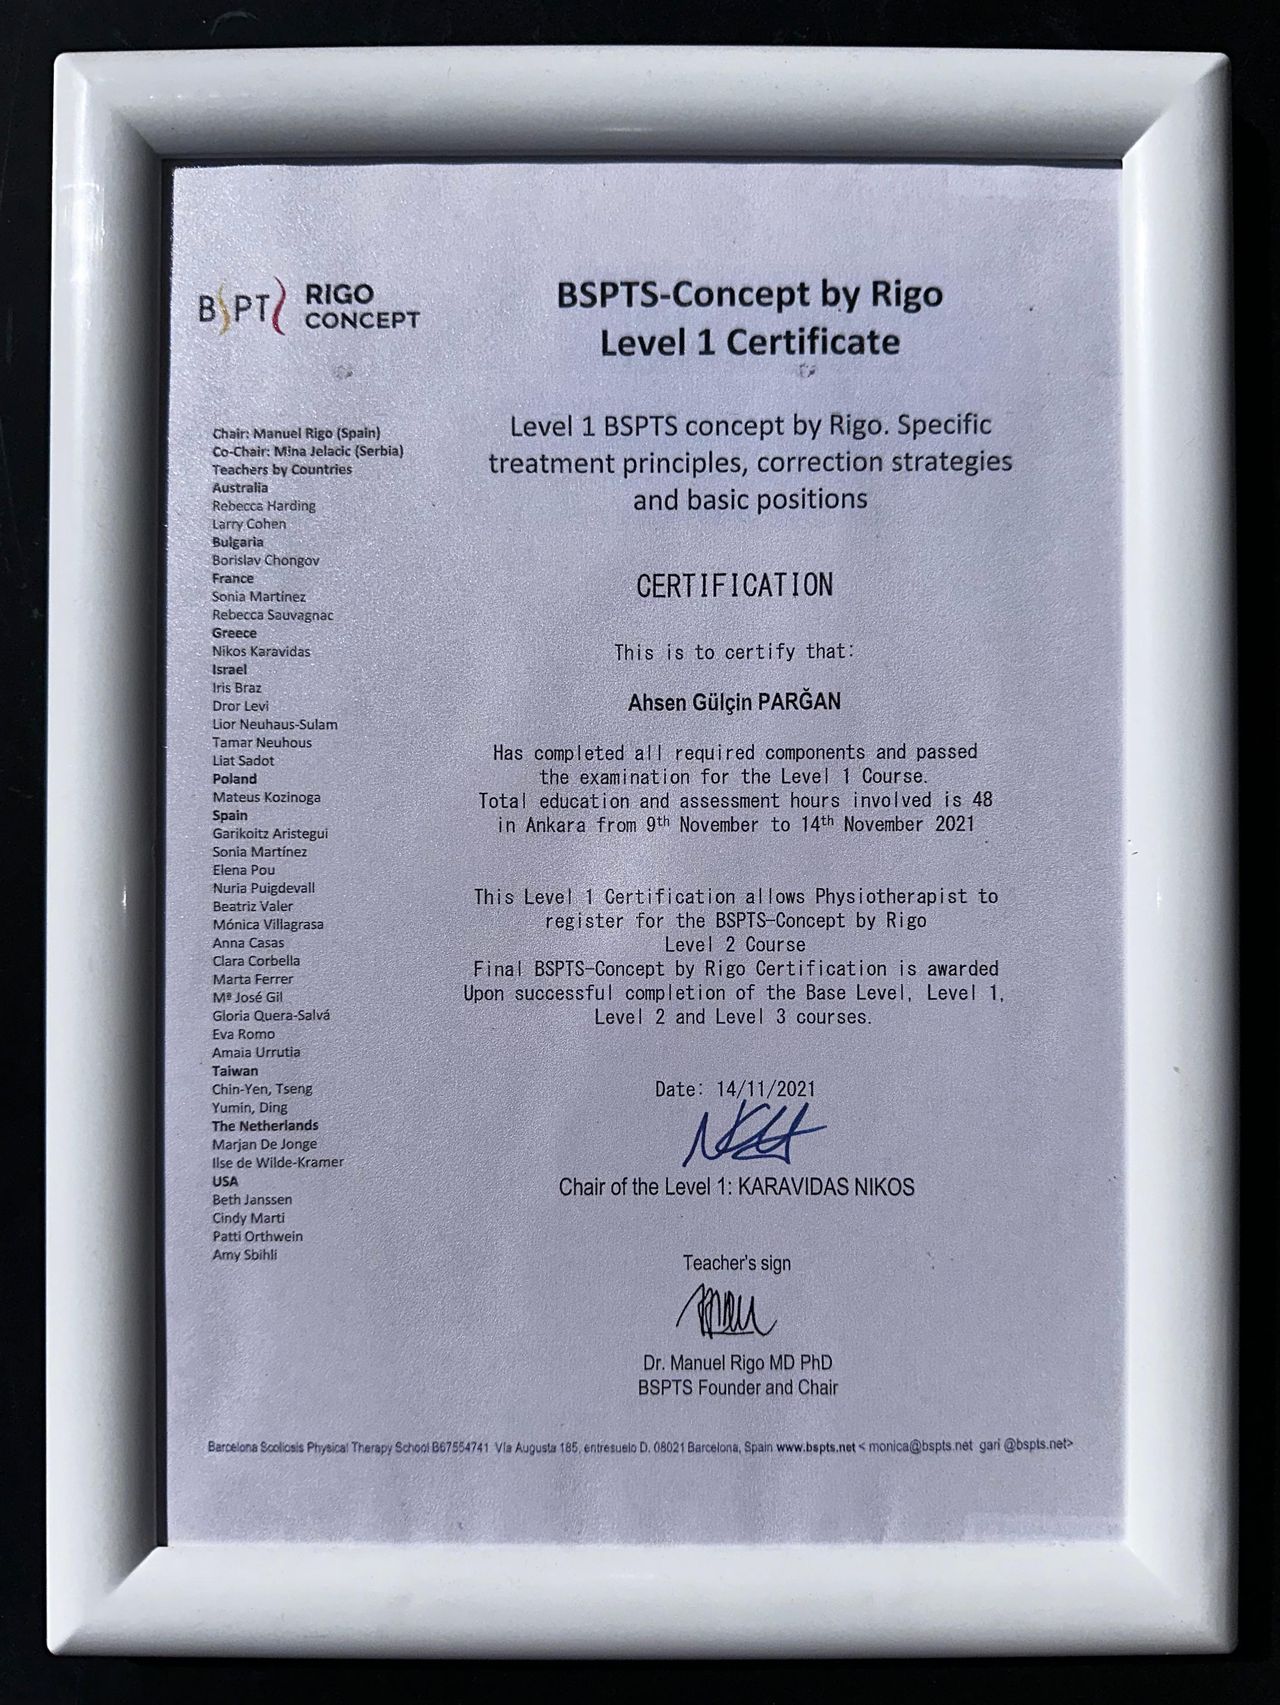 BSPTS
RIGO
CONCEPT
BSPTS-Concept by Rigo
Level 1 Certificate
Level 1 BSPTS concept by Rigo. Specific
treatment principles, correction strategies
and basic positions
Chair: Manuel Rigo (Spain)
Co-Chair: Mina Jelacic (Serbia)
Teachers by Countries
Australia
Rebecca Harding
Larry Cohen
Bulgaria
Borislav Chongov
France
Sonia Martinez
Rebecca Sauvagnac
Greece
Nikos Karavidas
Israel
Iris Braz
Dror Levi
Lior Neuhaus-Sulam
Tamar Neuhous
Liat Sadot
Poland
Mateus Kozinoga
Spain
Garikoitz Aristegui
Sonia Martínez
Elena Pou
Nuria Puigdevall
Beatriz Valer
Mónica Villagrasa
Anna Casas
Clara Corbella
Marta Ferrer
Mª José Gil
Gloria Quera-Salvá
Eva Romo
Amaia Urrutia
Taiwan
Chin-Yen, Tseng
Yumin, Ding
The Netherlands
Marjan De Jonge
Ilse de Wilde-Kramer
USA
Beth Janssen
Cindy Marti
Patti Orthwein
Amy Sbihli
CERTIFICATION
This is to certify that:
Ahsen Gülçin PARĞAN
Has completed all required components and passed
the examination for the Level 1 Course.
Total education and assessment hours involved is 48
in Ankara from 9th November to 14th November 2021
This Level 1 Certification allows Physiotherapist to
register for the BSPTS-Concept by Rigo
Level 2 Course
Final BSPTS-Concept by Rigo Certification is awarded
Upon successful completion of the Base Level, Level 1,
Level 2 and Level 3 courses.
Date: 14/11/2021
Chair of the Level 1: KARAVIDAS NIKOS
Teacher's sign
Dr. Manuel Rigo MD PhD
BSPTS Founder and Chair
Barcelona Scoliosis Physical Therapy School B67554741 Vía Augusta 185, entresuelo D. 08021 Barcelona, Spain www.bspts.net < monica@bspts.net gari @bspts.net>